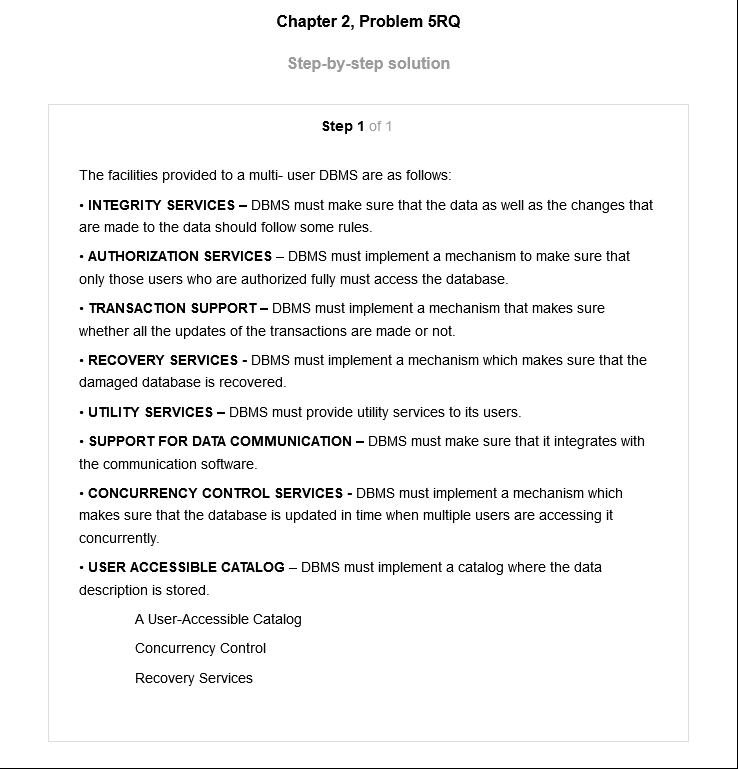 Chapter 2, Problem 5RQ
Step-by-step solution
Step 1 of 1
The facilities provided to a multi- user DBMS are as follows:
• INTEGRITY SERVICES – DBMS must make sure that the data as well as the changes that
are made to the data should follow some rules.
• AUTHORIZATION SERVICES – DBMS must implement a mechanism to make sure that
only those users who are authorized fully must access the database.
• TRANSACTION SUPPORT – DBMS must implement a mechanism that makes sure
whether all the updates of the transactions are made or not.
• RECOVERY SERVICES - DBMS must implement a mechanism which makes sure that the
damaged database is recovered.
• UTILITY SERVICES – DBMS must provide utility services to its users.
• SUPPORT FOR DATA COMMUNICATION – DBMS must make sure that it integrates with
the communication software.
• CONCURRENCY CONTROL SERVICES - DBMS must implement a mechanism which
makes sure that the database is updated in time when multiple users are accessing it
concurrently.
• USER ACCESSIBLE CATALOG – DBMS must implement a catalog where the data
description is stored.
A User-Accessible Catalog
Concurrency Control
Recovery Services